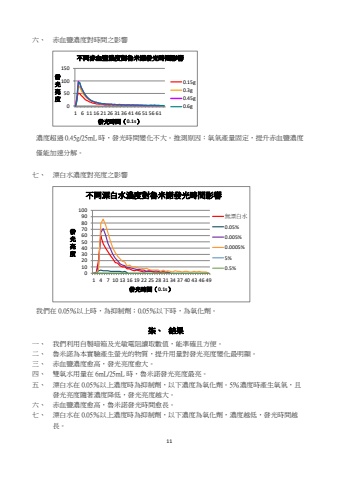 六、 赤血鹽濃度對時間之影響
不同赤血鹽濃度對魯米諾發光時間影響
發光亮度
150
100
50
0
0.15g
0.3g
0.45g
0.6g
1 6 11 16 21 26 31 36 41 46 51 56 61
發光時間（0.1s）
濃度超過 0.45g/25mL 時，發光時間變化不大。推測原因：氧氣產量固定，提升赤血鹽濃度
僅能加速分解。
七、 漂白水濃度對亮度之影響
不同漂白水濃度對魯米諾發光時間影響
發光亮度
100
90
80
70
60
50
40
30
20
10
0
無漂白水
0.05%
0.005%
0.0005%
5%
0.5%
1 4 7 10 13 16 19 22 25 28 31 34 37 40 43 46 49
發光時間（0.1s）
我們在 0.05%以上時，為抑制劑；0.05%以下時，為氧化劑。
柒、 結果
一、 我們利用自製暗箱及光敏電阻讀取數值，能準確且方便。
二、 魯米諾為本實驗產生螢光的物質，提升用量對發光亮度變化最明顯。
三、 赤血鹽濃度愈高，發光亮度愈大。
四、 雙氧水用量在 6mL/25mL 時，魯米諾發光亮度最亮。
五、 漂白水在 0.05%以上濃度時為抑制劑，以下濃度為氧化劑。5%濃度時產生氧氣，且
發光亮度隨著濃度降低，發光亮度越大。
六、 赤血鹽濃度愈高，魯米諾發光時間愈長。
七、 漂白水在 0.05%以上濃度時為抑制劑，以下濃度為氧化劑，濃度越低，發光時間越
長。
11